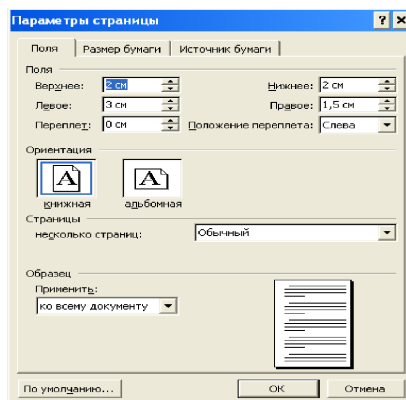 Параметры страницы
Поля Размер бумаги Источник бумаги
Поля
Верхнее: 2 см Нижнее: 2 см
Левое: 3 см Правое: 1,5 см
Переплет: 0 см Положение переплета: Слева
Ориентация
A A
книжная альбомная
Страницы
несколько страниц: Обычный
Образец
Применить:
ко всему документу
По умолчанию... ОК Отмена